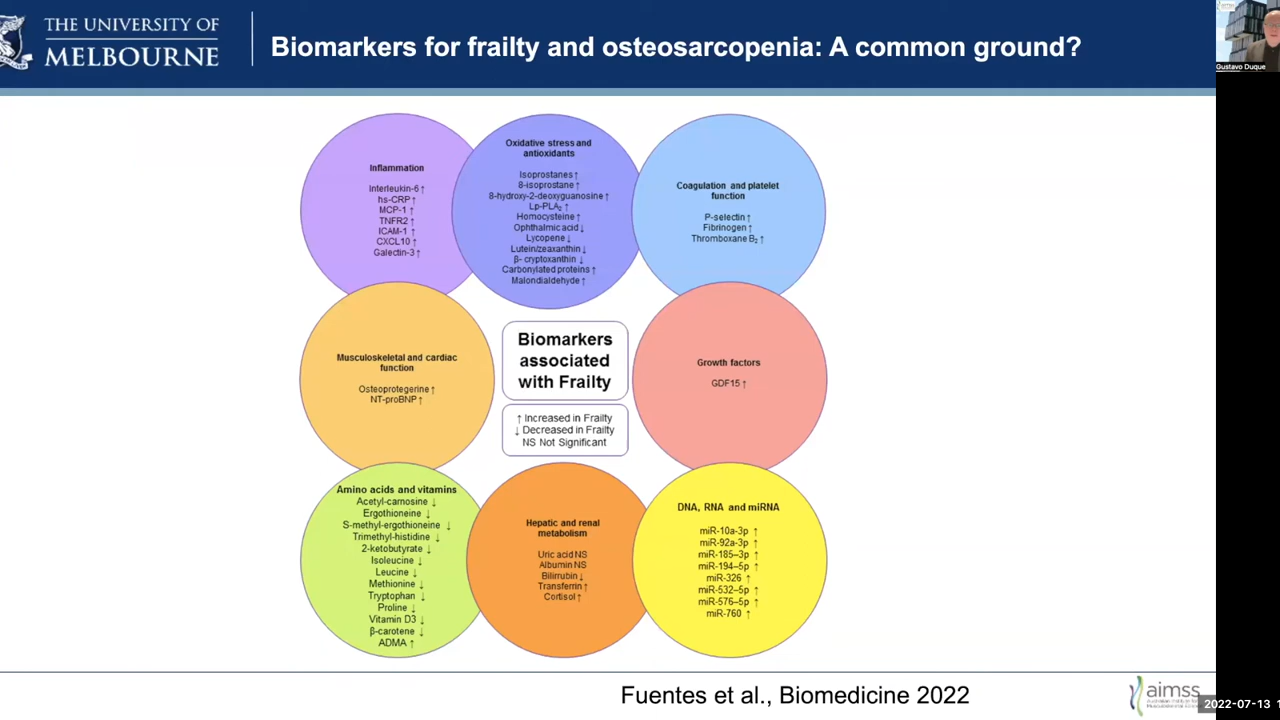 THE UNIVERSITY OF
MELBOURNE
Biomarkers for frailty and osteosarcopenia: A common ground?
Gustavo Duque
Inflammation
Interleukin-6 ↑
hs-CRP ↑
MCP-1 ↑
TNFR2 ↑
ICAM-1 ↑
CXCL10 ↑
Galectin-3 ↑
Oxidative stress and
antioxidants
Isoprostanes ↑
8-isoprostane ↑
8-hydroxy-2-deoxyguanosine ↑
Lp-PLA₂ ↑
Homocysteine ↑
Ophthalmic acid ↓
Lycopene ↓
Lutein/zeaxanthin ↓
β- cryptoxanthin ↓
Carbonylated proteins ↑
Malondialdehyde ↑
Coagulation and platelet
function
P-selectin ↑
Fibrinogen ↑
Thromboxane B₂ ↑
Musculoskeletal and cardiac
function
Osteoprotegerine ↑
NT-proBNP ↑
Biomarkers
associated
with Frailty
↑ Increased in Frailty
↓ Decreased in Frailty
NS Not Significant
Growth factors
GDF15 ↑
Amino acids and vitamins
Acetyl-carnosine ↓
Ergothioneine ↓
S-methyl-ergothioneine ↓
Trimethyl-histidine ↓
2-ketobutyrate ↓
Isoleucine ↓
Leucine ↓
Methionine ↓
Tryptophan ↓
Proline ↓
Vitamin D3 ↓
β-carotene ↓
ADMA ↑
Hepatic and renal
metabolism
Uric acid NS
Albumin NS
Bilirrubin ↓
Transferrin ↑
Cortisol ↑
DNA, RNA and miRNA
miR-10a-3p ↑
miR-92a-3p ↑
miR-185–3p ↑
miR-194–5p ↑
miR-326 ↑
miR-532–5p ↑
miR-576–5p ↑
miR-760 ↑
Fuentes et al., Biomedicine 2022
aimss
2022-07-13